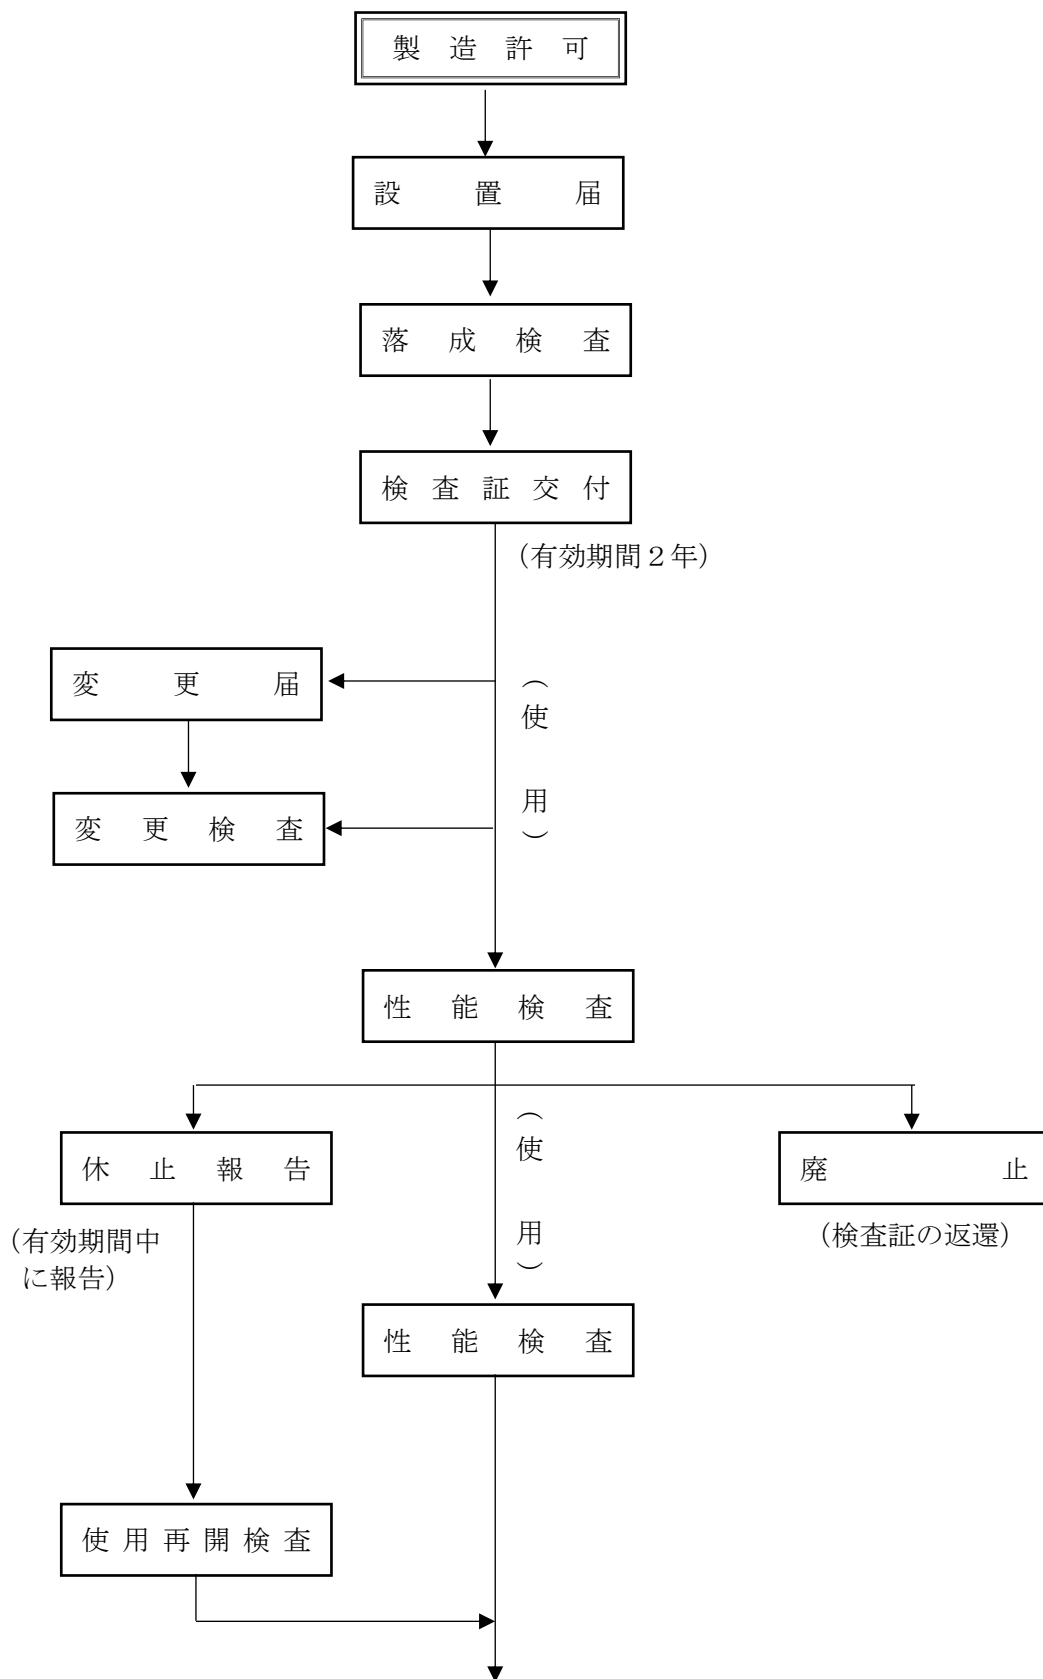 製造許可
設置届
落成検査
検査証交付
（有効期間２年）
変更届
（使用）
変更検査
性能検査
休止報告
（有効期間中
に報告）
（使用）
廃止
（検査証の返還）
性能検査
使用再開検査